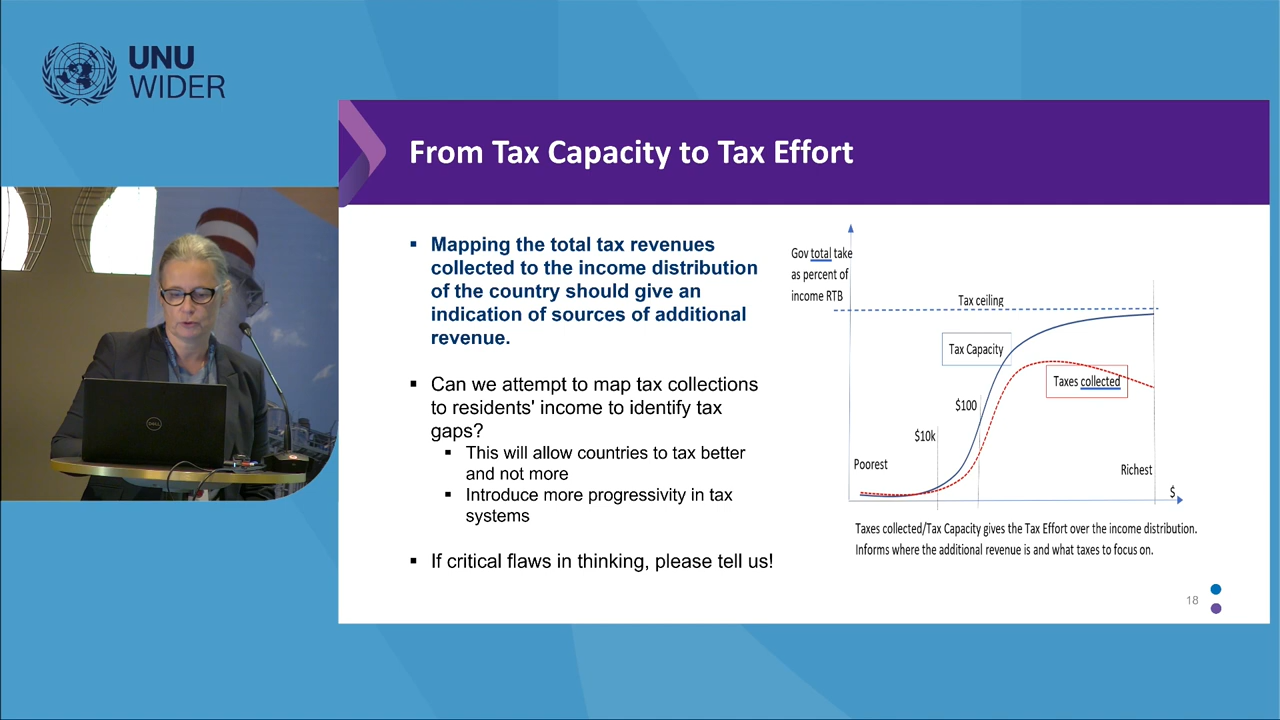 UNU
WIDER
From Tax Capacity to Tax Effort
▪ Mapping the total tax revenues
collected to the income distribution
of the country should give an
indication of sources of additional
revenue.
▪ Can we attempt to map tax collections
to residents' income to identify tax
gaps?
▪ This will allow countries to tax better
and not more
▪ Introduce more progressivity in tax
systems
▪ If critical flaws in thinking, please tell us!
Gov total take
as percent of
income RTB
Tax ceiling
Tax Capacity
Taxes collected
$100
$10k
Poorest
Richest
$
Taxes collected/Tax Capacity gives the Tax Effort over the income distribution.
Informs where the additional revenue is and what taxes to focus on.
18
DELL